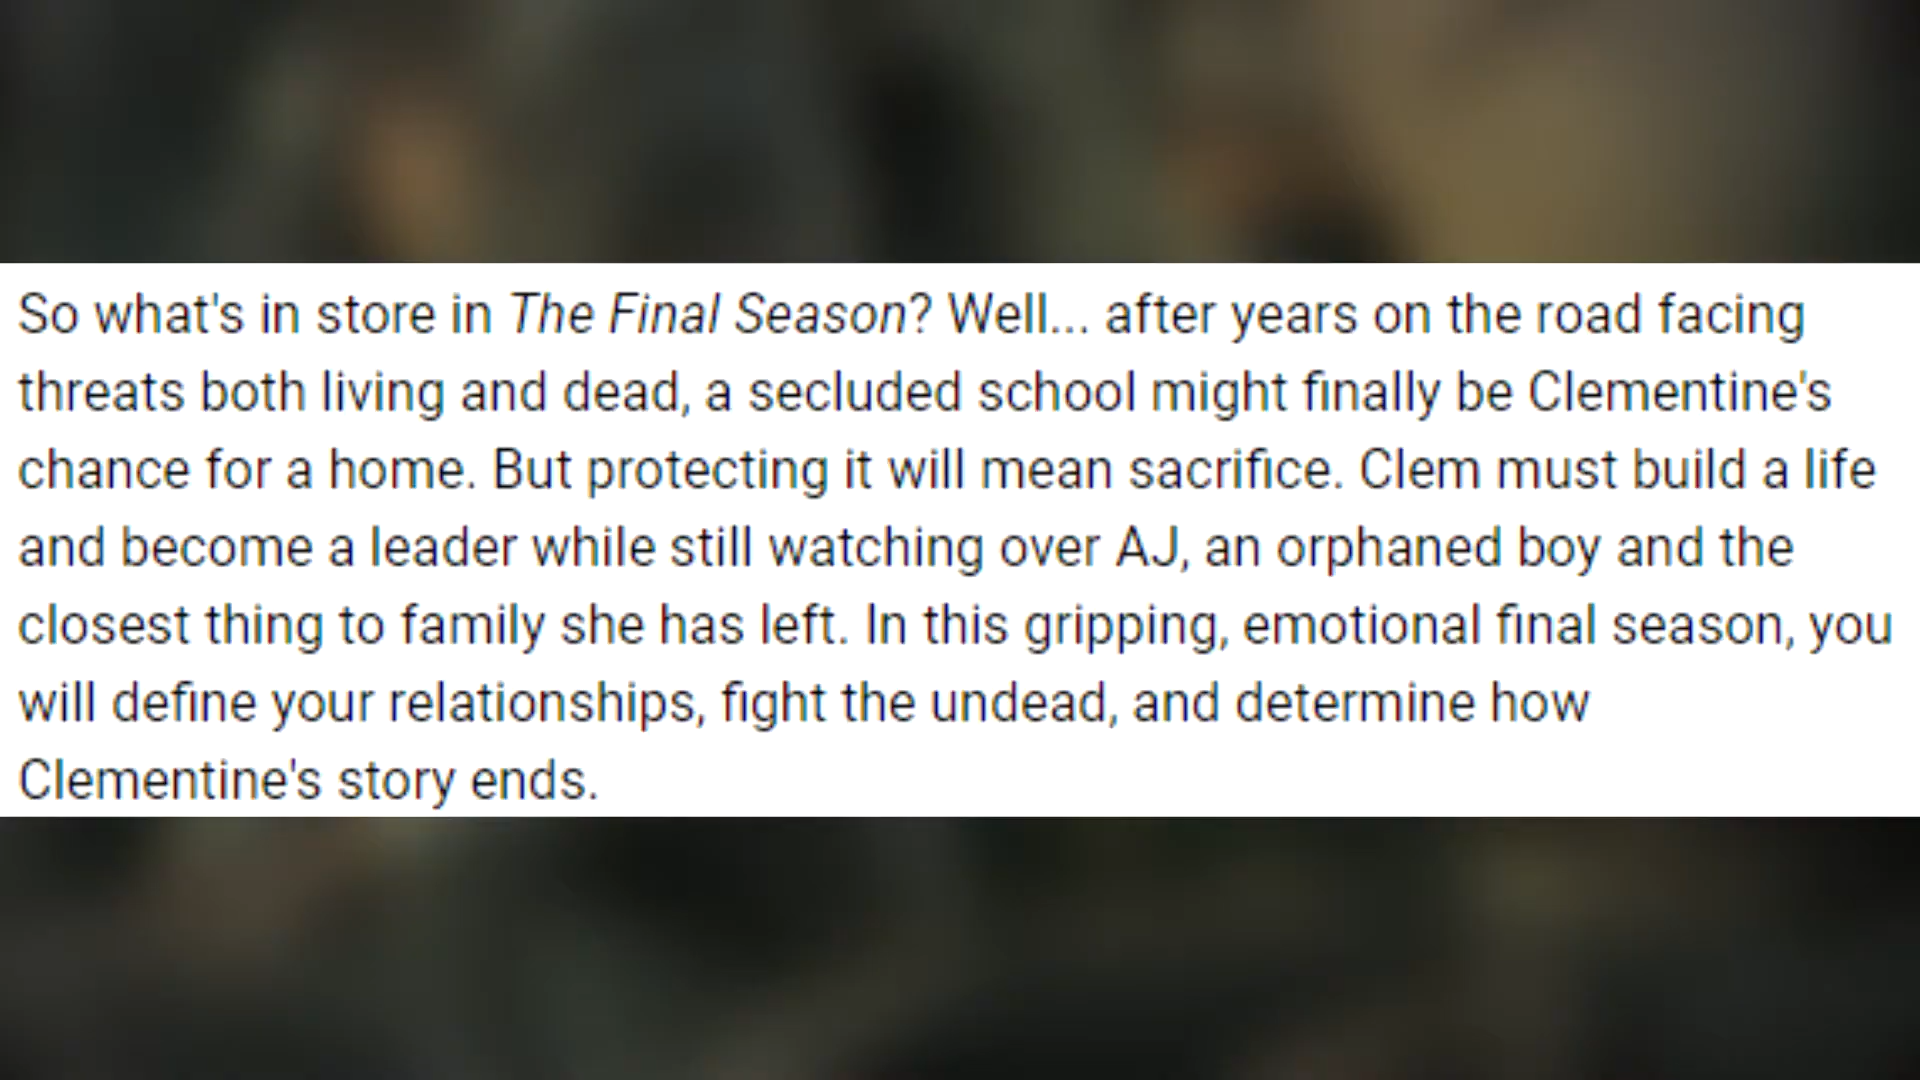 So what's in store in The Final Season? Well... after years on the road facing
threats both living and dead, a secluded school might finally be Clementine's
chance for a home. But protecting it will mean sacrifice. Clem must build a life
and become a leader while still watching over AJ, an orphaned boy and the
closest thing to family she has left. In this gripping, emotional final season, you
will define your relationships, fight the undead, and determine how
Clementine's story ends.